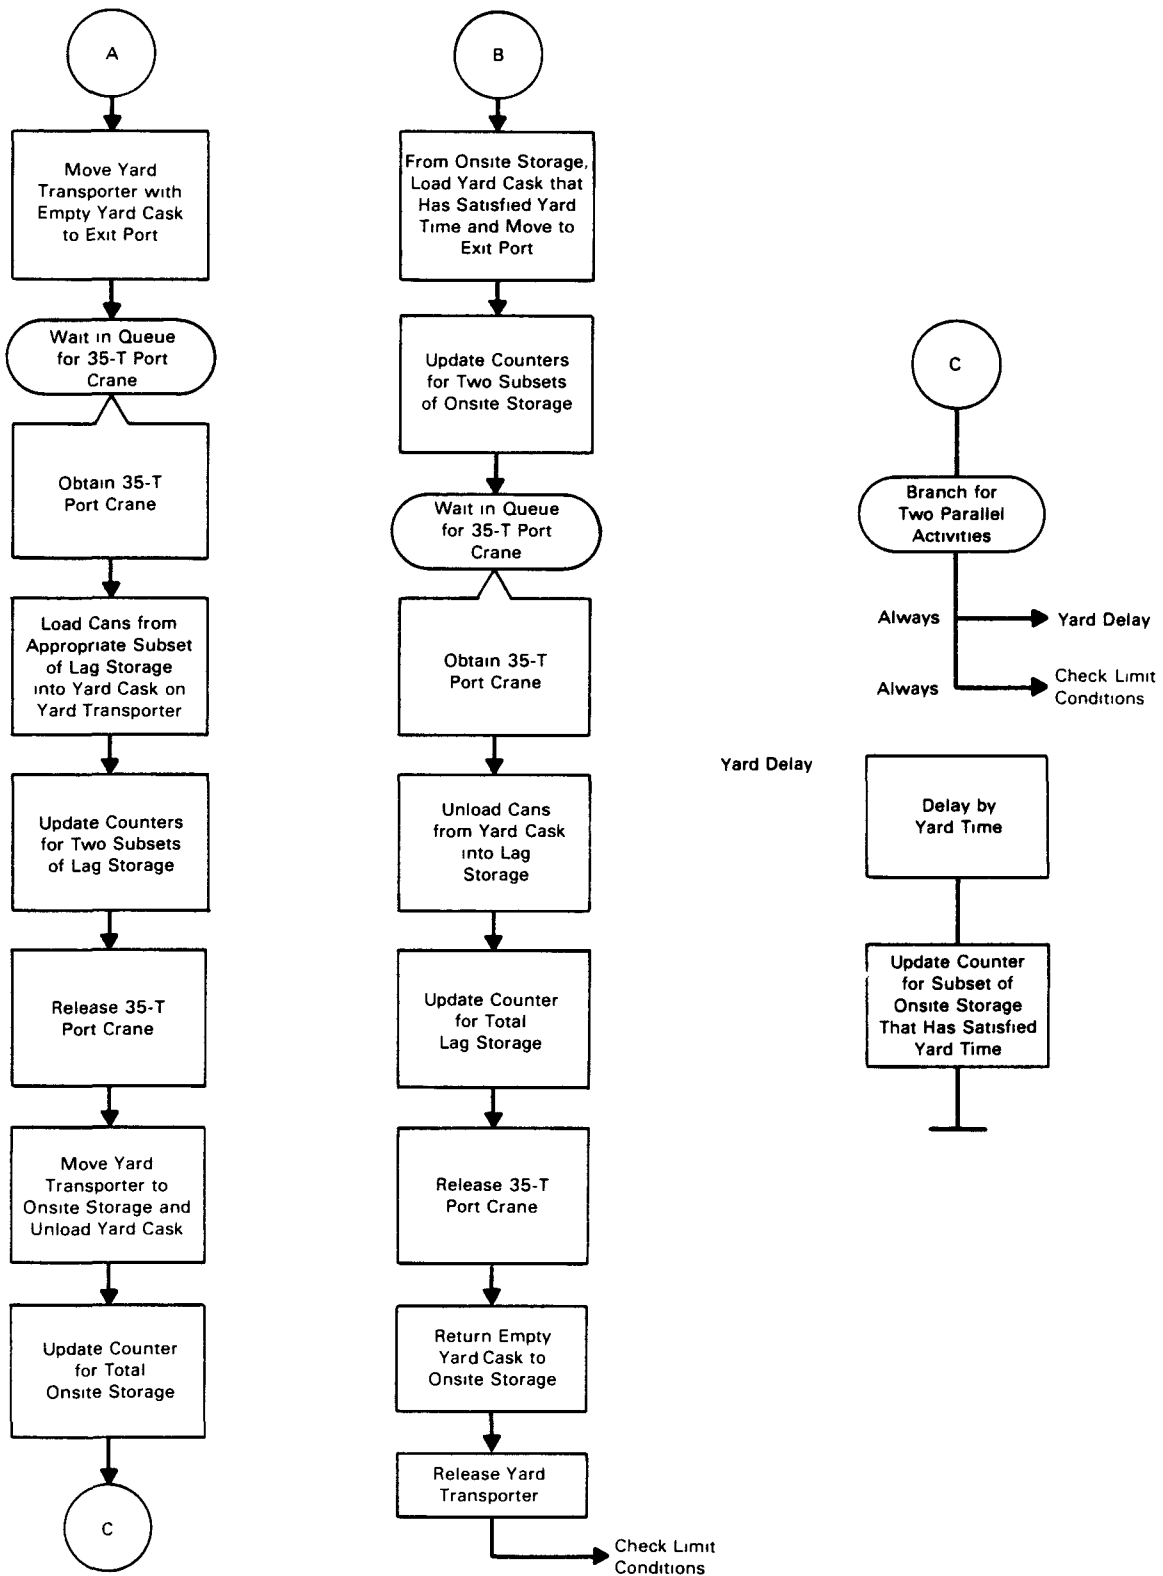 A
Move Yard
Transporter with
Empty Yard Cask
to Exit Port
Wait in Queue
for 35-T Port
Crane
Obtain 35-T
Port Crane
Load Cans from
Appropriate Subset
of Lag Storage
into Yard Cask on
Yard Transporter
Update Counters
for Two Subsets
of Lag Storage
Release 35-T
Port Crane
Move Yard
Transporter to
Onsite Storage and
Unload Yard Cask
Update Counter
for Total
Onsite Storage
C
B
From Onsite Storage,
Load Yard Cask that
Has Satisfied Yard
Time and Move to
Exit Port
Update Counters
for Two Subsets
of Onsite Storage
Wait in Queue
for 35-T Port
Crane
Obtain 35-T
Port Crane
Unload Cans
from Yard Cask
into Lag
Storage
Update Counter
for Total
Lag Storage
Release 35-T
Port Crane
Return Empty
Yard Cask to
Onsite Storage
Release Yard
Transporter
Check Limit
Conditions
C
Branch for
Two Parallel
Activities
Always
Yard Delay
Always
Check Limit
Conditions
Yard Delay
Delay by
Yard Time
Update Counter
for Subset of
Onsite Storage
That Has Satisfied
Yard Time